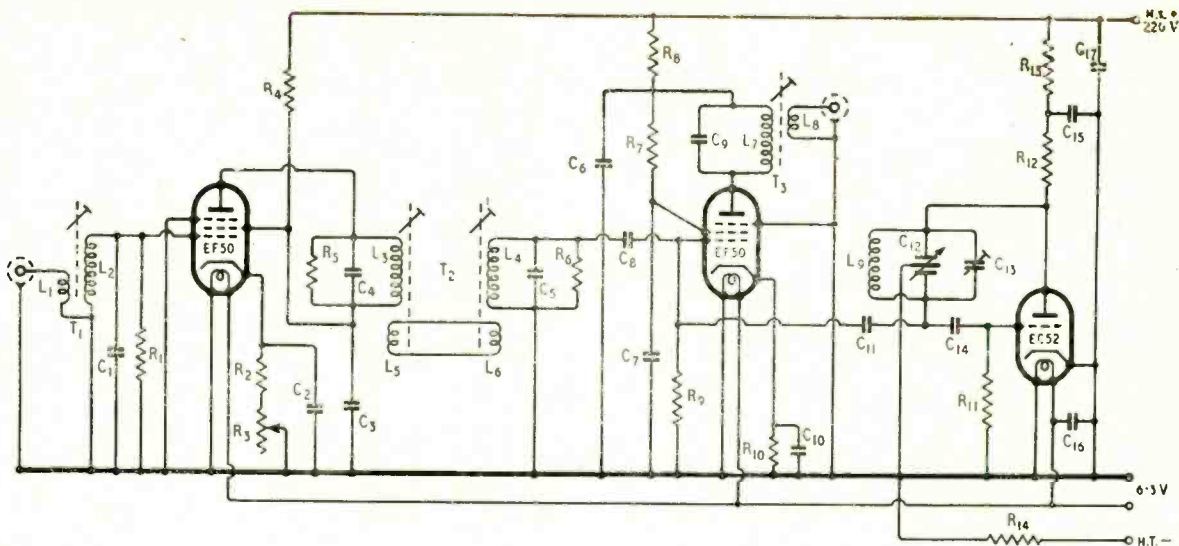 H.T. +
220 V
R8
R4
R13
C17
C15
C9
L7
L8
T3
C6
R7
R12
EF50
L1
L2
T1
R5
C4
L3
T2
L4
C5
R6
C8
EF50
L9
C12
C13
EC52
C1
R1
R2
R3
C2
C3
L5
L6
C7
R9
R10
C10
C11
C14
R11
C16
6·3 V
R14
H.T. –